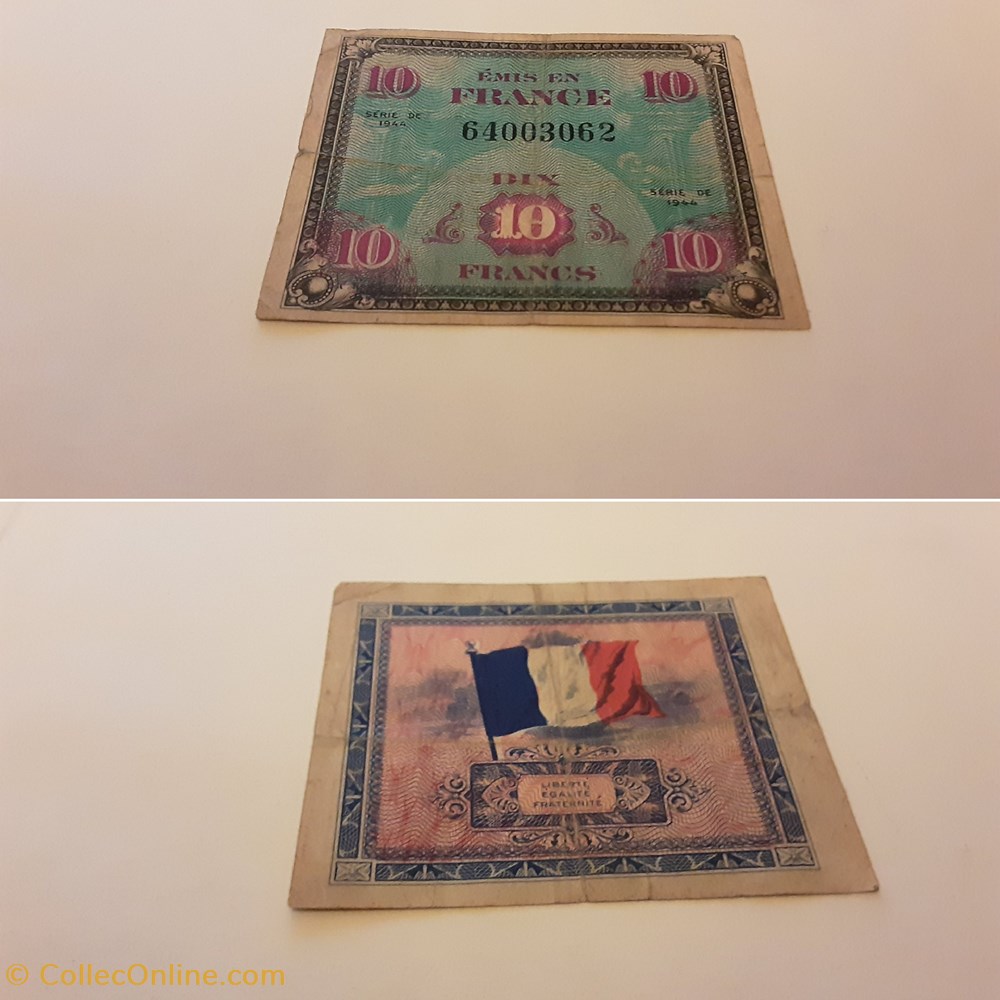 10 ÉMIS EN 10
FRANCE
SÉRIE DE
1944
64003062
DIX
SÉRIE DE
1944
10
10 10
FRANCS
LIBERTÉ
EGALITÉ
FRATERNITÉ
© CollecOnline.com